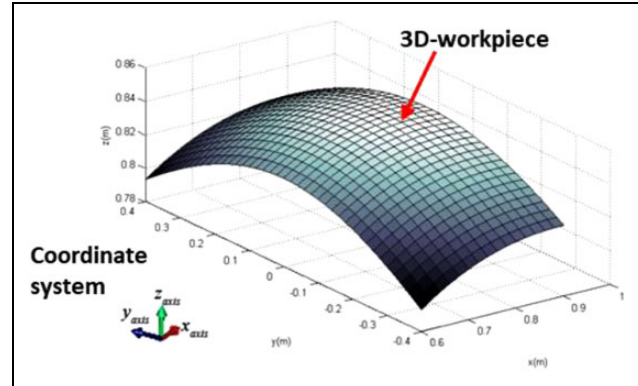 3D-workpiece
0.86
0.84
0.82
0.8
0.78
z(m)
0.4
0.3
0.2
0.1
0
-0.1
-0.2
-0.3
-0.4
y(m)
0.6
0.7
0.8
0.9
1
x(m)
Coordinate
system
z axis
y axis
x axis